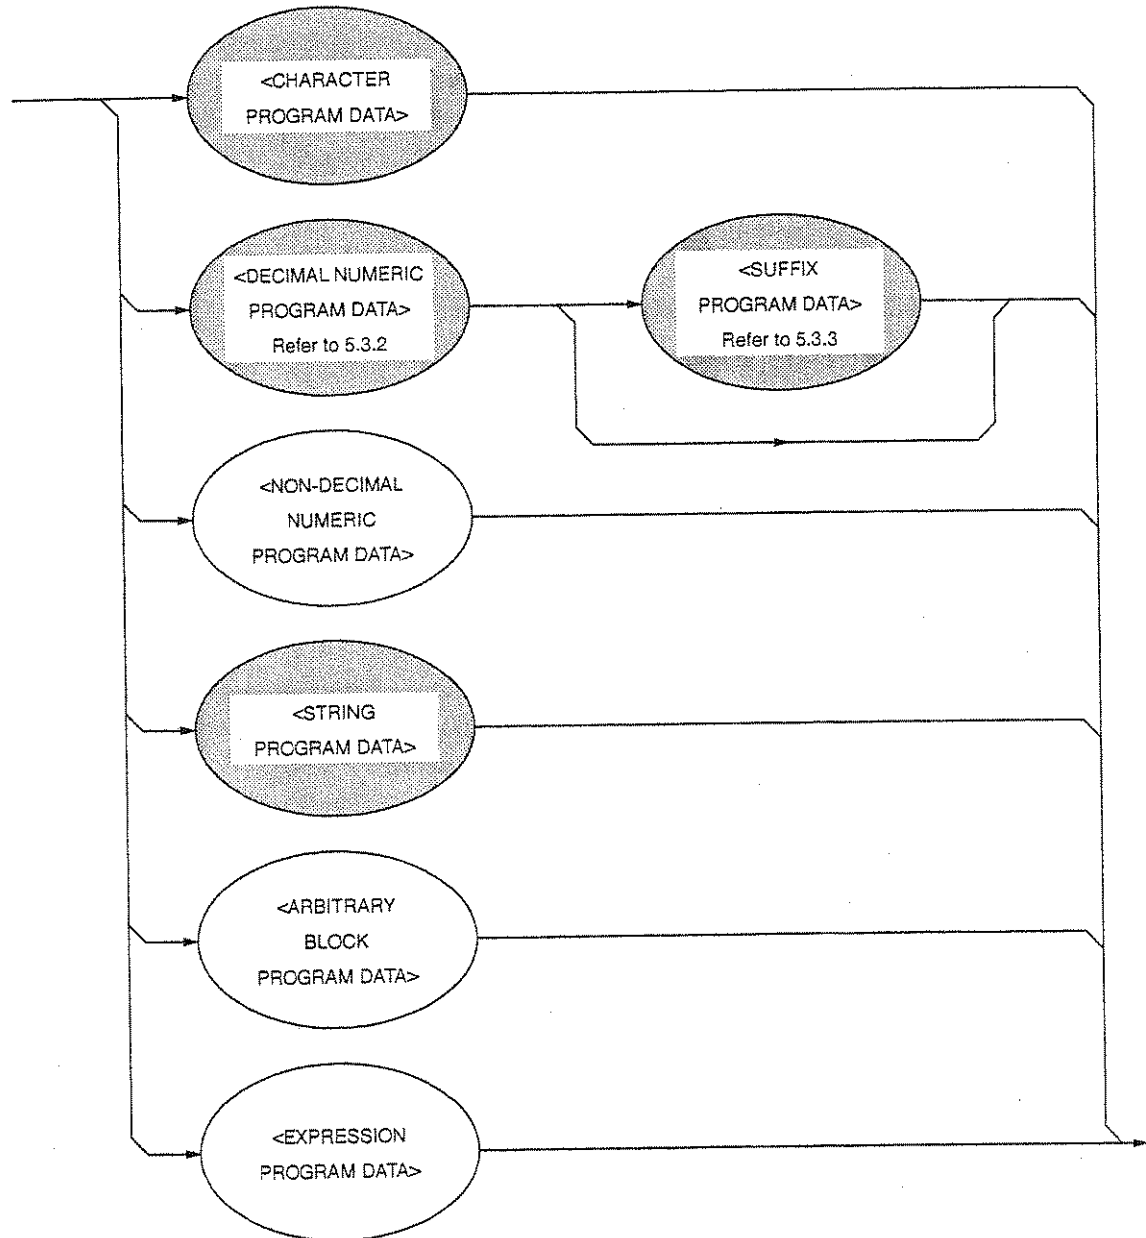 <CHARACTER
PROGRAM DATA>
<DECIMAL NUMERIC
PROGRAM DATA>
Refer to 5.3.2
<SUFFIX
PROGRAM DATA>
Refer to 5.3.3
<NON-DECIMAL
NUMERIC
PROGRAM DATA>
<STRING
PROGRAM DATA>
<ARBITRARY
BLOCK
PROGRAM DATA>
<EXPRESSION
PROGRAM DATA>